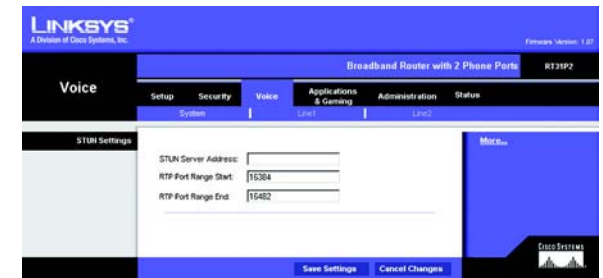 LINKSYS®
A Division of Cisco Systems, Inc.
Firmware Version: 1.07
Broadband Router with 2 Phone Ports RT31P2
Voice
Setup Security Voice Applications & Gaming Administration Status
System Line1 Line2
STUN Settings
More...
STUN Server Address:
RTP Port Range Start: 16384
RTP Port Range End: 16482
CISCO SYSTEMS
Save Settings Cancel Changes